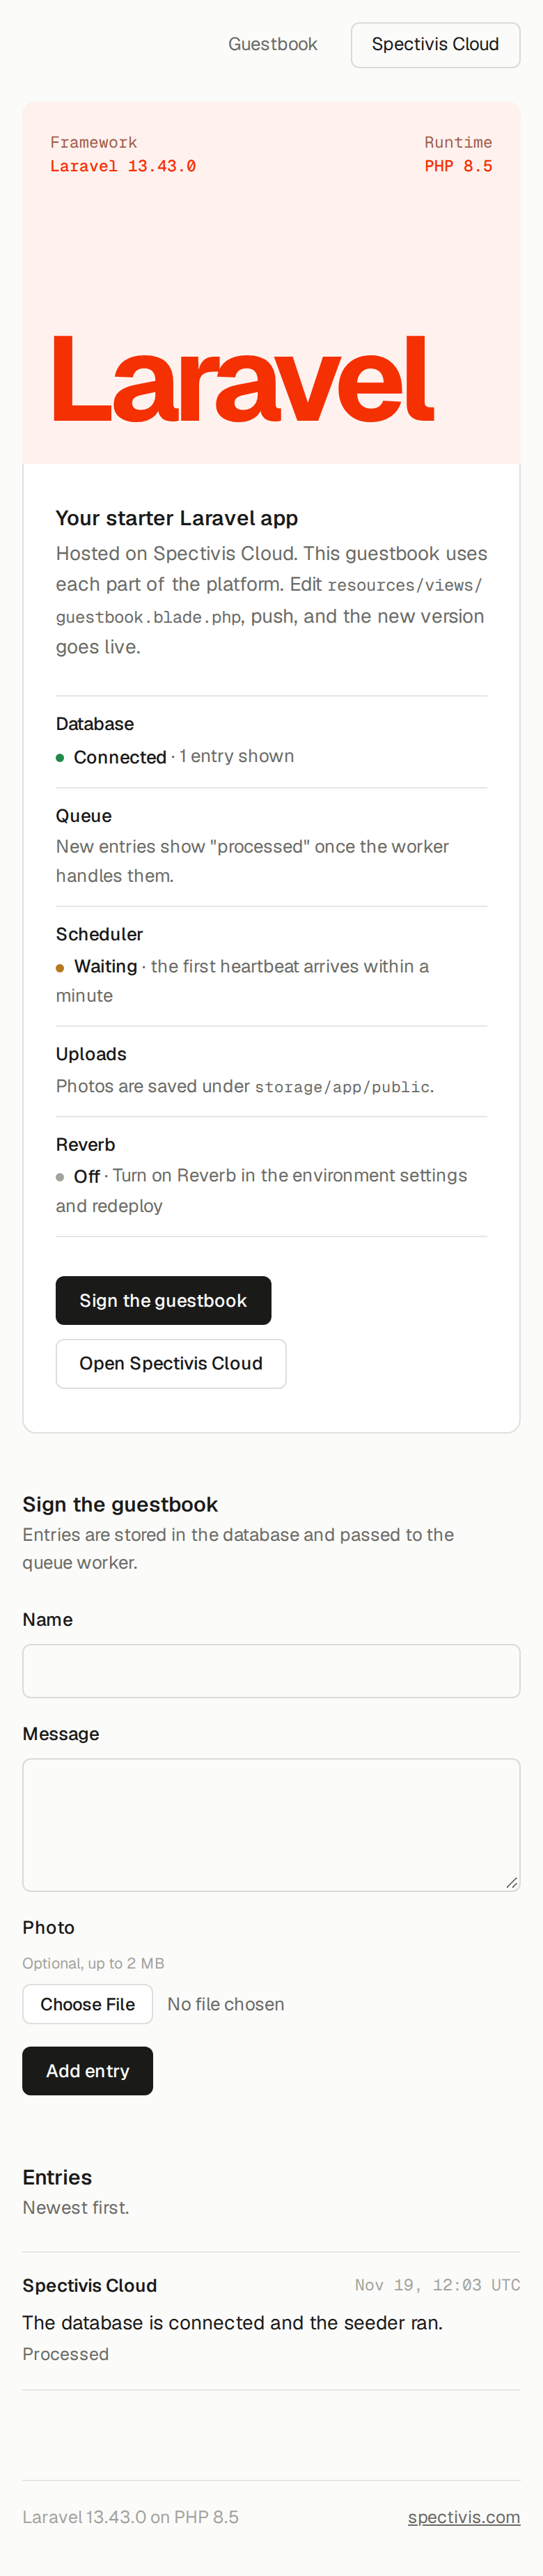 Guestbook
Spectivis Cloud
Framework
Runtime
Laravel 13.43.0
PHP 8.5
Laravel
Your starter Laravel app
Hosted on Spectivis Cloud. This guestbook uses
each part of the platform. Edit resources/views/
guestbook.blade.php, push, and the new version
goes live.
Database
Connected · 1 entry shown
Queue
New entries show "processed" once the worker
handles them.
Scheduler
Waiting · the first heartbeat arrives within a
minute
Uploads
Photos are saved under storage/app/public.
Reverb
Off · Turn on Reverb in the environment settings
and redeploy
Sign the guestbook
Open Spectivis Cloud
Sign the guestbook
Entries are stored in the database and passed to the
queue worker.
Name
Message
Photo
Optional, up to 2 MB
Choose File No file chosen
Add entry
Entries
Newest first.
Spectivis Cloud
Nov 19, 12:03 UTC
The database is connected and the seeder ran.
Processed
Laravel 13.43.0 on PHP 8.5
spectivis.com